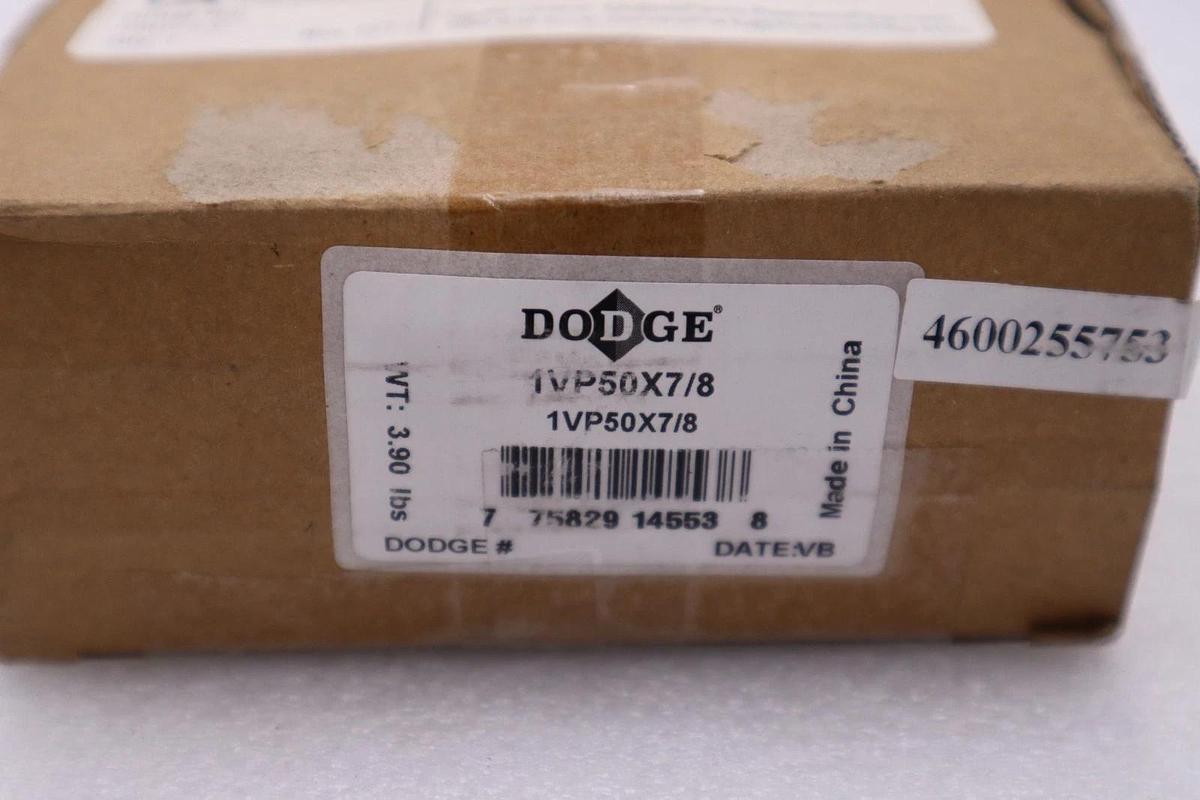 DODGE®
1VP50X7/8
1VP50X7/8
WT: 3.90 lbs
Made in China
7 75829 14553 8
DODGE #
DATE:VB
4600255753